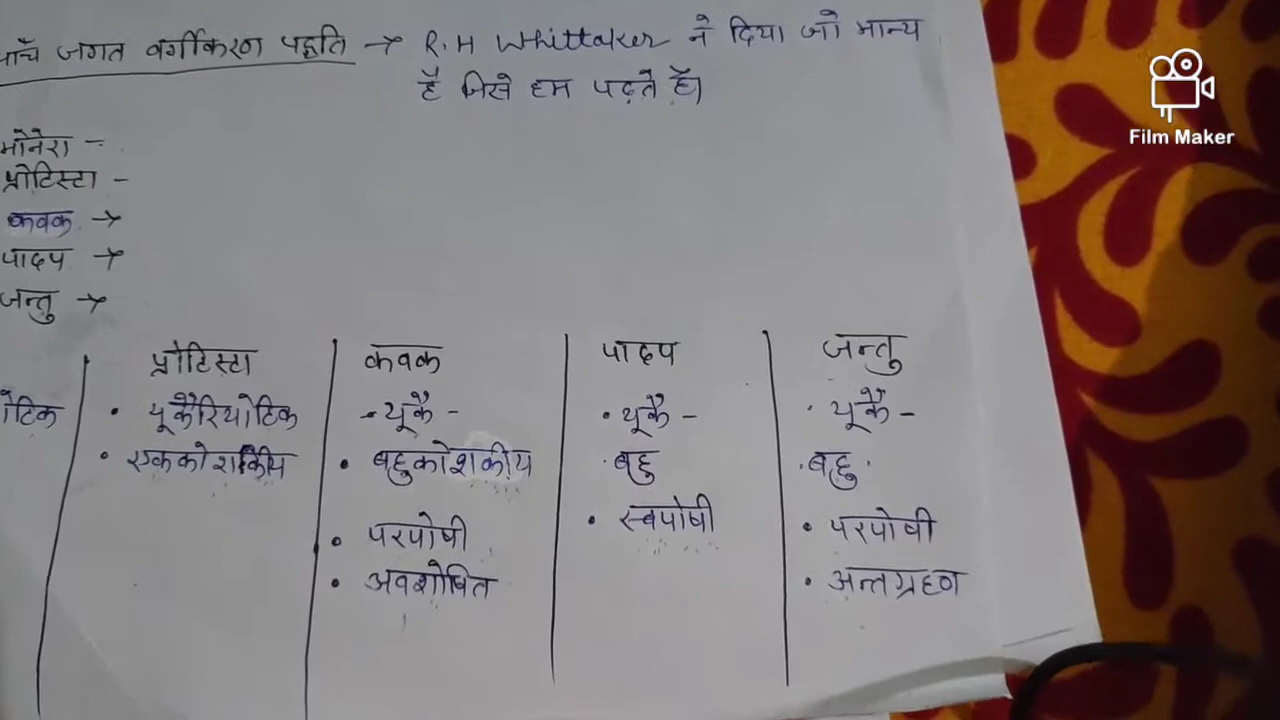 पाँच जगत वर्गीकरण पद्दति → R.H Whittaker ने दिया जो मान्य
है जिसे हम पढ़ते हैं।
Film Maker
मोनेरा -
प्रोटिस्टा -
कवक →
पादप →
जन्तु →
प्रोटिस्टा कवक पादप जन्तु
योटिक • यूकैरियोटिक • यूकै - • यूकै - • यूकै -
• एककोशकीय • बहुकोशकीय • बहु • बहु •
• परपोषी • स्वपोषी • परपोषी
• अवशोषित • अन्तग्रहण